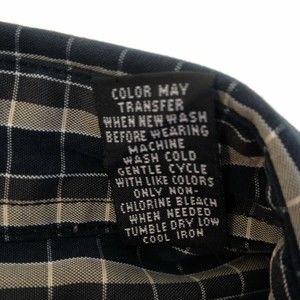 COLOR MAY
TRANSFER
WHEN NEW WASH
BEFORE WEARING
MACHINE
WASH COLD
GENTLE CYCLE
WITH LIKE COLORS
ONLY NON-
CHLORINE BLEACH
WHEN NEEDED
TUMBLE DRY LOW
COOL IRON